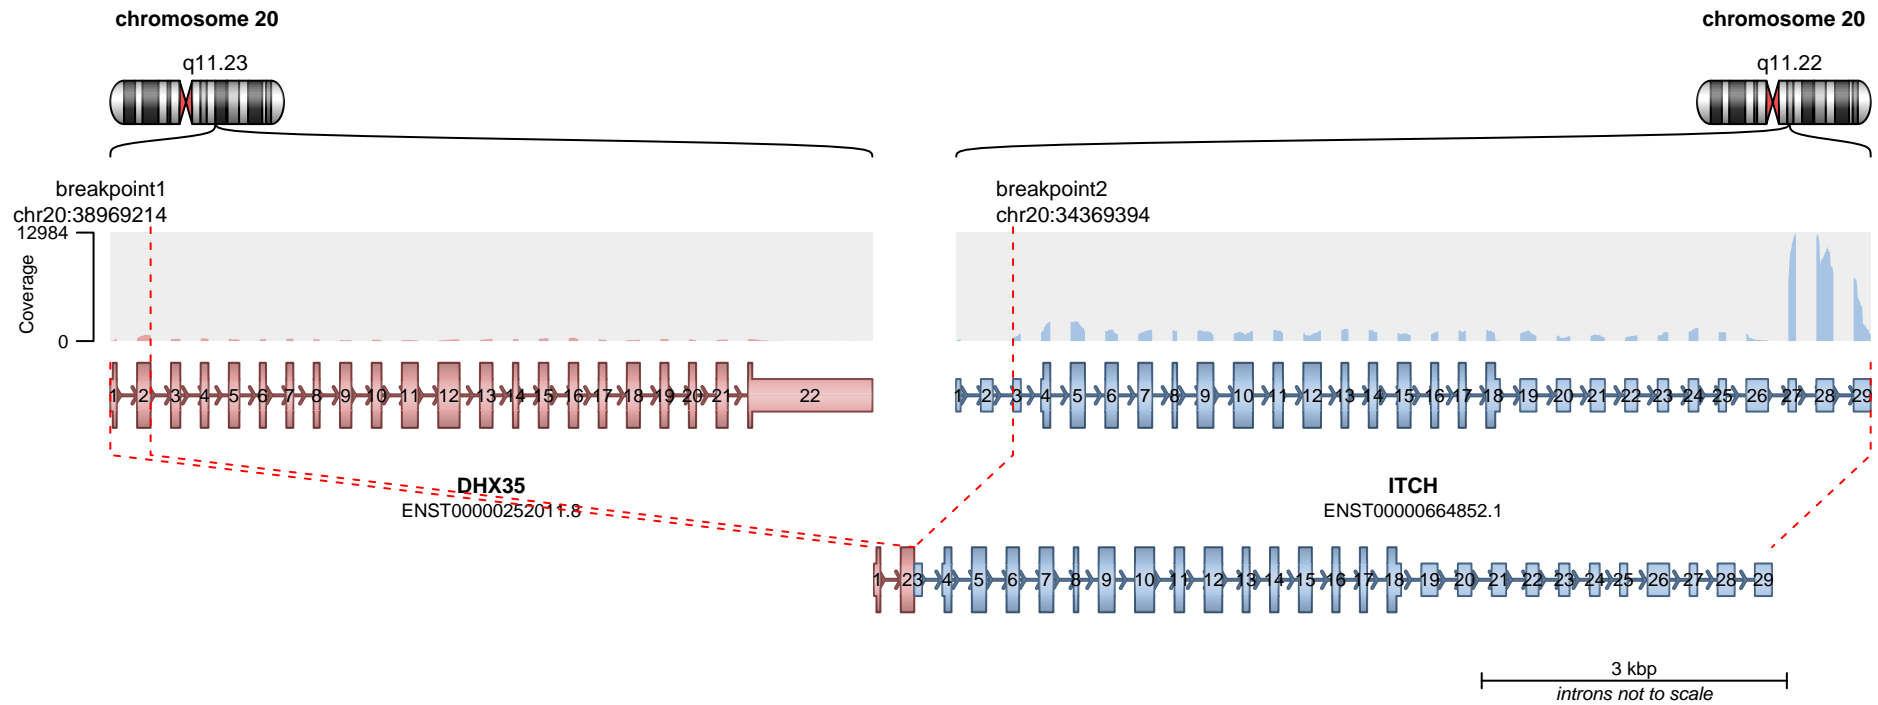 chromosome 20
chromosome 20
q11.23
q11.22
breakpoint1
chr20:38969214
breakpoint2
chr20:34369394
12984
Coverage
0
1 2 3 4 5 6 7 8 9 10 11 12 13 14 15 16 17 18 19 20 21 22
1 2 3 4 5 6 7 8 9 10 11 12 13 14 15 16 17 18 19 20 21 22 23 24 25 26 27 28 29
DHX35
ENST00000252011.8
ITCH
ENST00000664852.1
1 2 3 4 5 6 7 8 9 10 11 12 13 14 15 16 17 18 19 20 21 22 23 24 25 26 27 28 29
3 kbp
introns not to scale